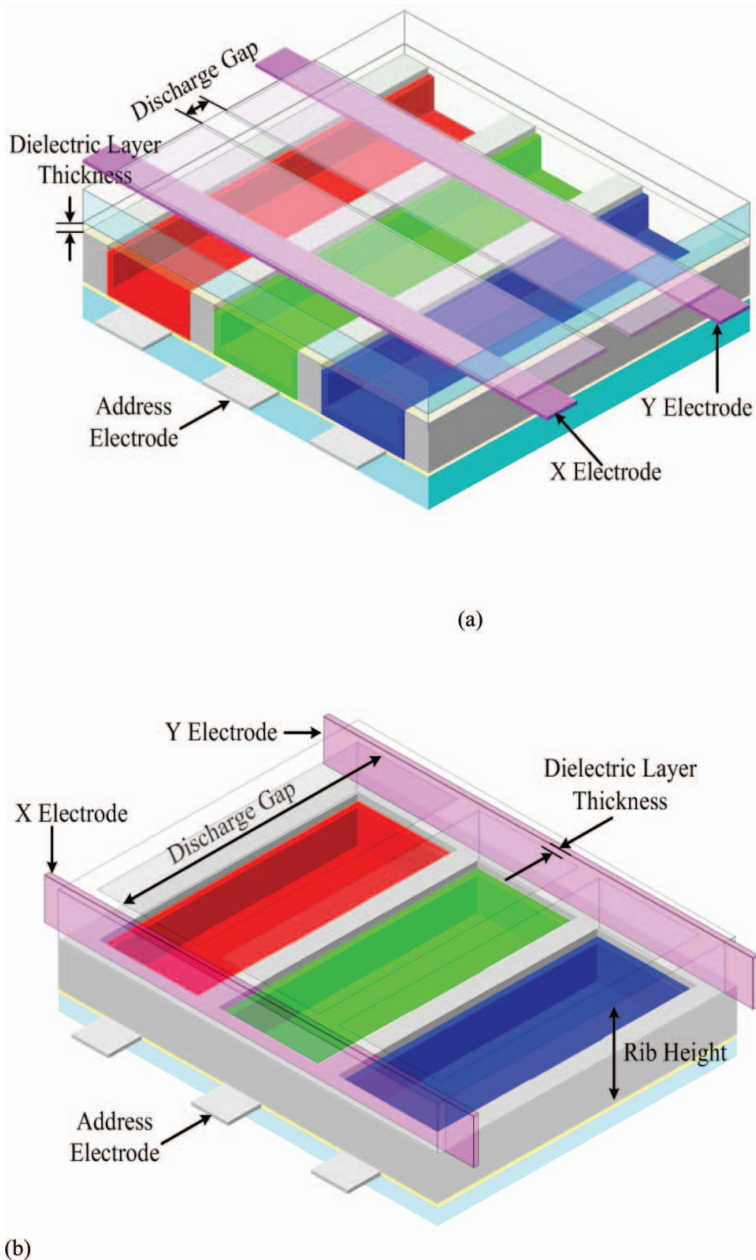 Discharge Gap
Dielectric Layer
Thickness
Address
Electrode
Y Electrode
X Electrode
(a)
Y Electrode
X Electrode
Discharge Gap
Dielectric Layer
Thickness
Rib Height
Address
Electrode
(b)